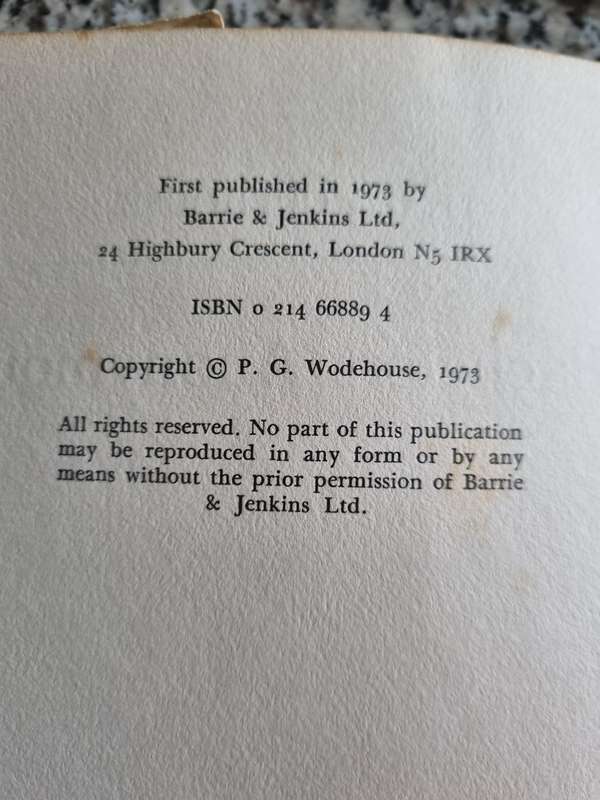 First published in 1973 by
Barrie & Jenkins Ltd,
24 Highbury Crescent, London N5 IRX
ISBN 0 214 66889 4
Copyright © P. G. Wodehouse, 1973
All rights reserved. No part of this publication
may be reproduced in any form or by any
means without the prior permission of Barrie
& Jenkins Ltd.